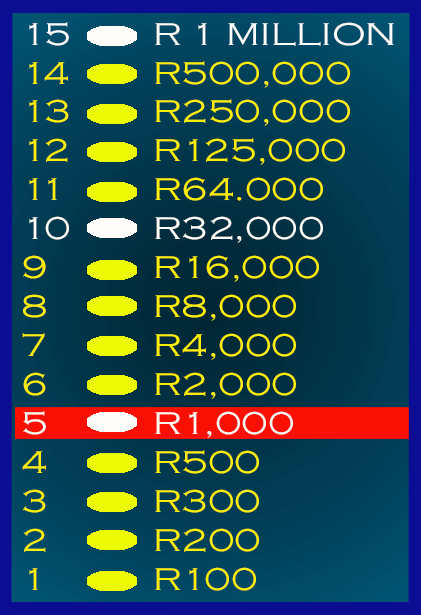 15 R 1 MILLION
14 R500,000
13 R250,000
12 R125,000
11 R64.000
10 R32,000
9 R16,000
8 R8,000
7 R4,000
6 R2,000
5 R1,000
4 R500
3 R300
2 R200
1 R100